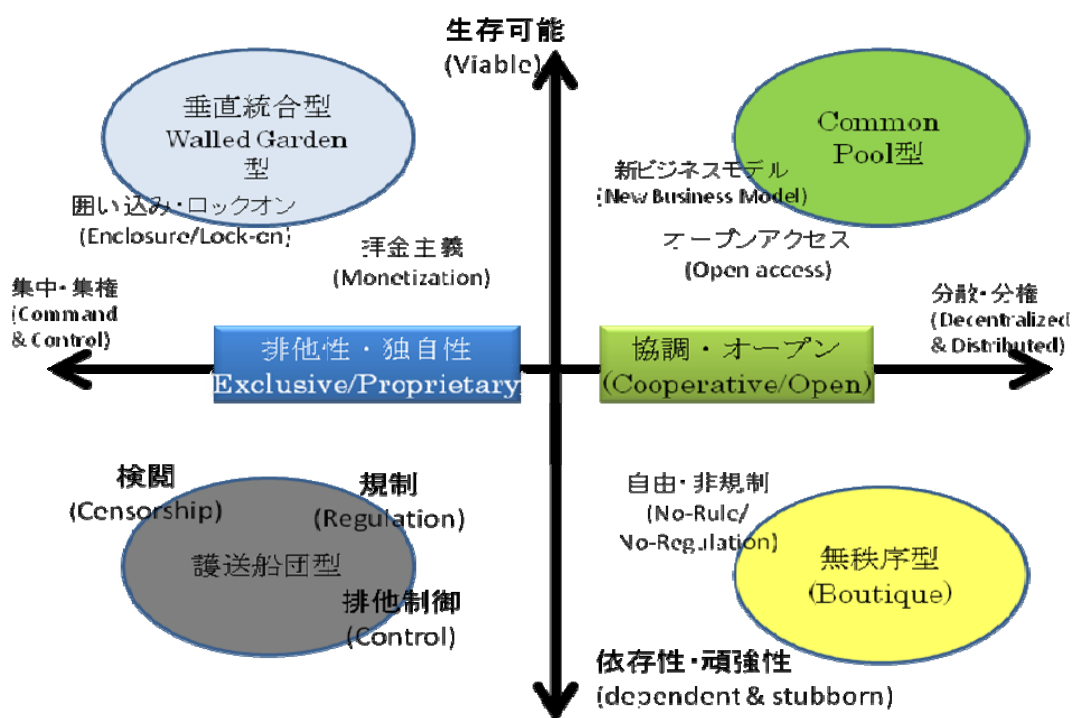 生存可能
(Viable)
垂直統合型
Walled Garden
型
囲い込み・ロックオン
(Enclosure/Lock-on)
拝金主義
(Monetization)
Common
Pool型
新ビジネスモデル
(New Business Model)
オープンアクセス
(Open access)
集中・集権
(Command
& Control)
分散・分権
(Decentralized
& Distributed)
排他性・独自性
Exclusive/Proprietary
協調・オープン
(Cooperative/Open)
検閲
(Censorship)
規制
(Regulation)
護送船団型
排他制御
(Control)
自由・非規制
(No-Rule/
No-Regulation)
無秩序型
(Boutique)
依存性・頑強性
(dependent & stubborn)